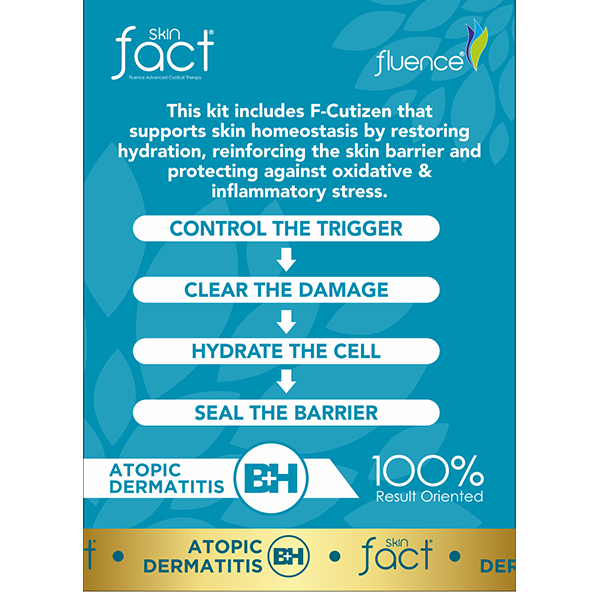 skin
fact®
Fluence Advanced Cyclical Therapy
fluence®
This kit includes F-Cutizen that
supports skin homeostasis by restoring
hydration, reinforcing the skin barrier and
protecting against oxidative &
inflammatory stress.
CONTROL THE TRIGGER
CLEAR THE DAMAGE
HYDRATE THE CELL
SEAL THE BARRIER
ATOPIC
DERMATITIS
B+H
100%
Result Oriented
t
ATOPIC
DERMATITIS
B+H
skin
fact®
DER